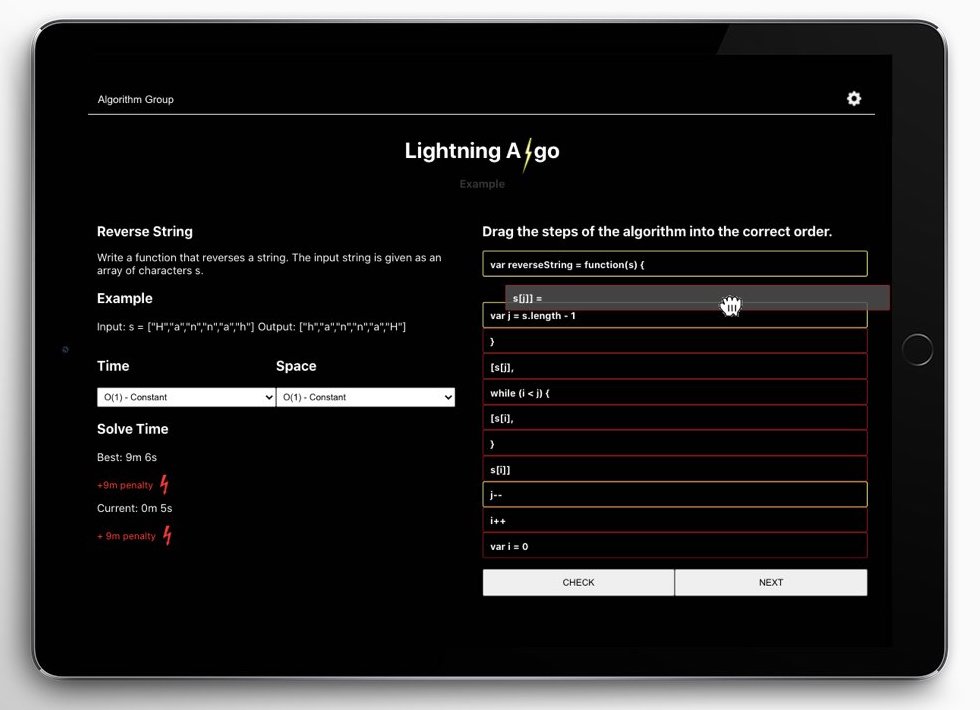 Algorithm Group
Lightning A go
Example
Reverse String
Write a function that reverses a string. The input string is given as an
array of characters s.
Example
Input: s = ["H","a","n","n","a","h"] Output: ["h","a","n","n","a","H"]
Time
Space
O(1) - Constant
O(1) - Constant
Solve Time
Best: 9m 6s
+9m penalty
Current: 0m 5s
+ 9m penalty
Drag the steps of the algorithm into the correct order.
var reverseString = function(s) {
s[j]] =
var j = s.length - 1
}
[s[j],
while (i < j) {
[s[i],
}
s[i]]
j--
i++
var i = 0
CHECK
NEXT